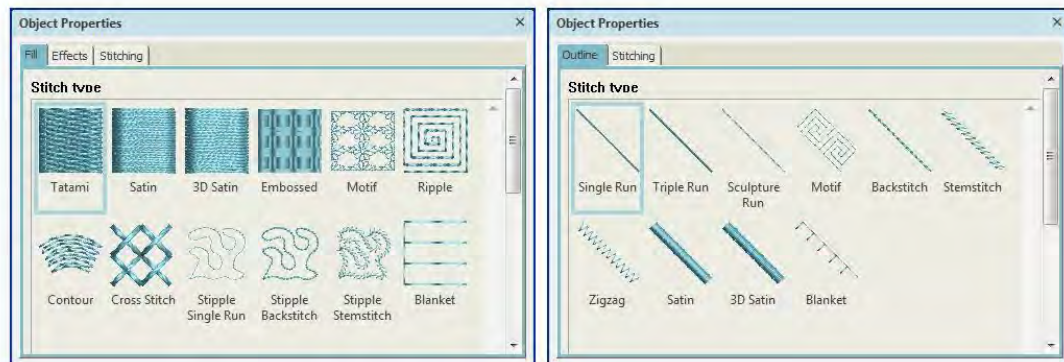 Object Properties ×
Fill Effects Stitching
Stitch type
Tatami Satin 3D Satin Embossed Motif Ripple
Contour Cross Stitch Stipple Single Run Stipple Backstitch Stipple Stemstitch Blanket
Object Properties ×
Outline Stitching
Stitch type
Single Run Triple Run Sculpture Run Motif Backstitch Stemstitch
Zigzag Satin 3D Satin Blanket